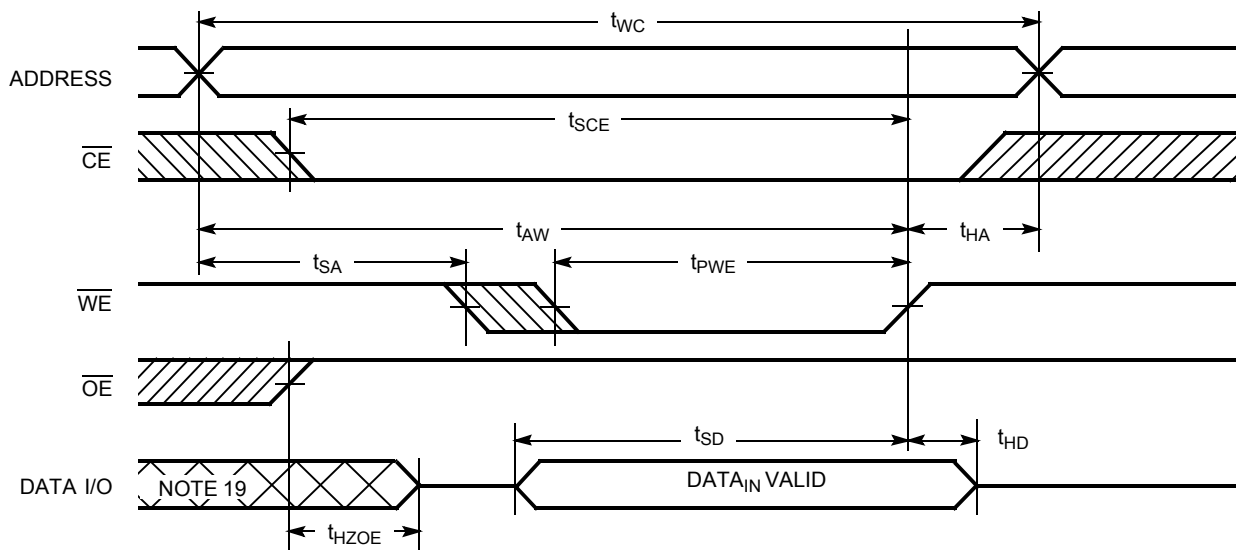 tWC
ADDRESS
tSCE
CE
tAW
tHA
tSA
tPWE
WE
OE
tSD
tHD
DATA I/O
NOTE 19
DATAIN VALID
tHZOE